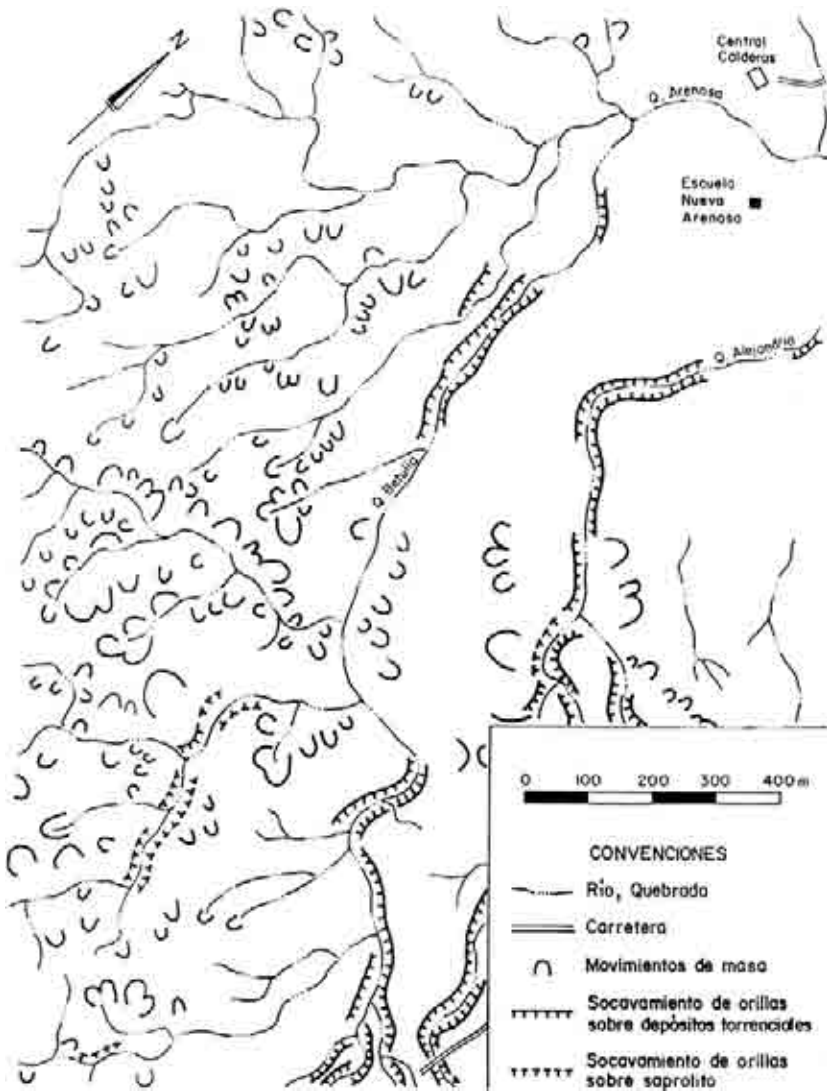 N
Central
Calderas
Q. Arenosa
Escuela
Nueva
Arenosa
Q. Alejandria
Q. Betulia
0 100 200 300 400 m
CONVENCIONES
Río, Quebrada
Carretera
Movimientos de masa
Socavamiento de orillas
sobre depósitos torrenciales
Socavamiento de orillas
sobre saprolito